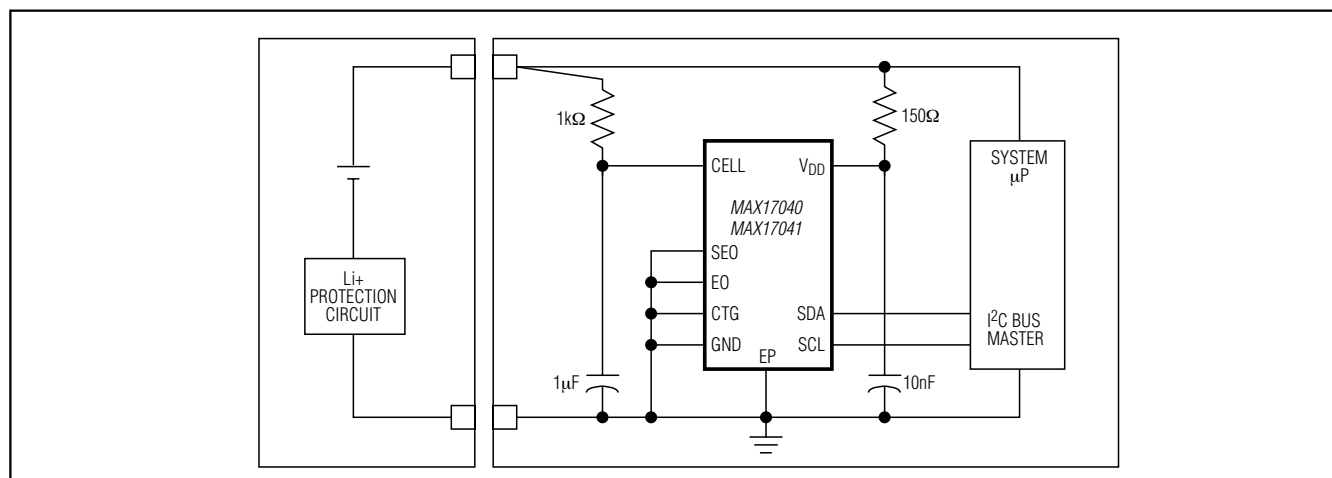 1kΩ
150Ω
CELL
V_DD
SYSTEM
μP
MAX17040
MAX17041
SEO
Li+
PROTECTION
CIRCUIT
EO
CTG
SDA
I²C BUS
MASTER
GND
SCL
EP
1μF
10nF